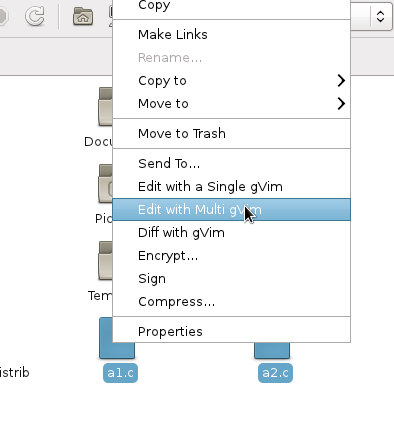 Copy
Make Links
Rename...
Copy to
Move to
Move to Trash
Send To...
Edit with a Single gVim
Edit with Multi gVim
Diff with gVim
Encrypt...
Sign
Compress...
Properties
Docu
Pic
Tem
istrib
a1.c
a2.c